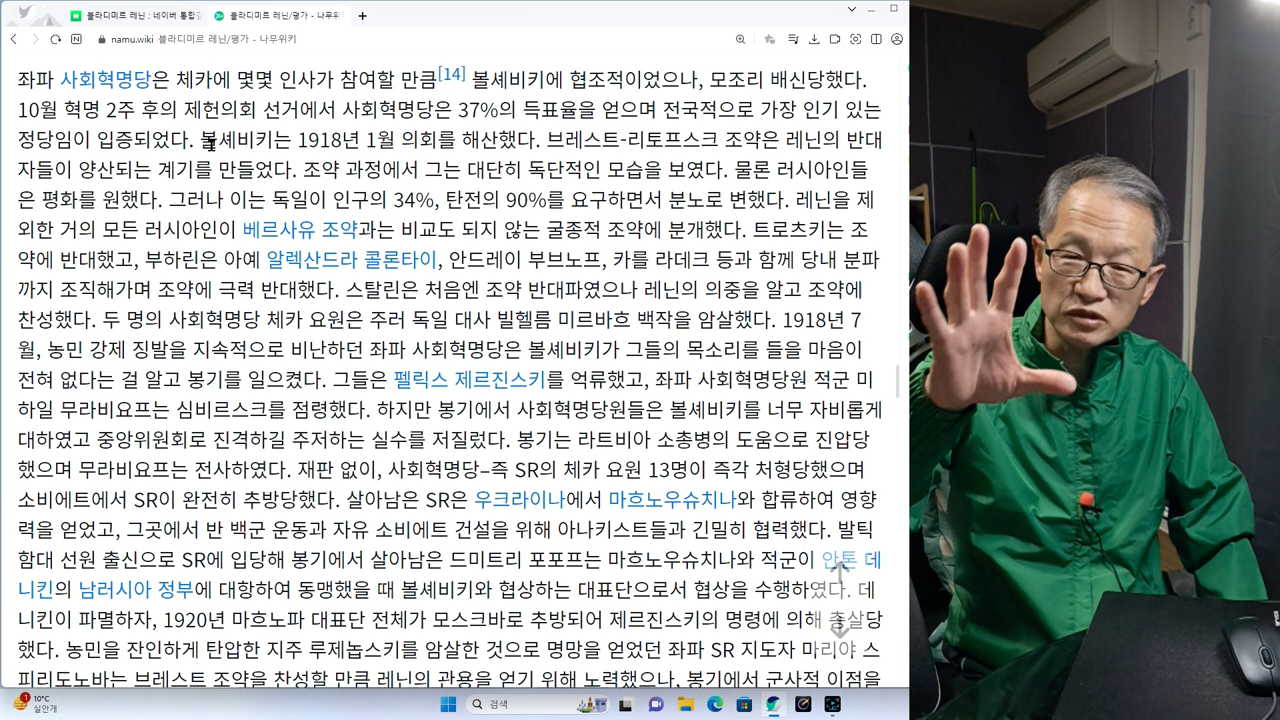 블라디미르 레닌 : 네이버 통합검
블라디미르 레닌/평가 - 나무위키
namu.wiki 블라디미르 레닌/평가 - 나무위키
좌파 사회혁명당은 체카에 몇몇 인사가 참여할 만큼[14] 볼셰비키에 협조적이었으나, 모조리 배신당했다.
10월 혁명 2주 후의 제헌의회 선거에서 사회혁명당은 37%의 득표율을 얻으며 전국적으로 가장 인기 있는
정당임이 입증되었다. 볼셰비키는 1918년 1월 의회를 해산했다. 브레스트-리토프스크 조약은 레닌의 반대
자들이 양산되는 계기를 만들었다. 조약 과정에서 그는 대단히 독단적인 모습을 보였다. 물론 러시아인들
은 평화를 원했다. 그러나 이는 독일이 인구의 34%, 탄전의 90%를 요구하면서 분노로 변했다. 레닌을 제
외한 거의 모든 러시아인이 베르사유 조약과는 비교도 되지 않는 굴종적 조약에 분개했다. 트로츠키는 조
약에 반대했고, 부하린은 아예 알렉산드라 콜론타이, 안드레이 부브노프, 카를 라데크 등과 함께 당내 분파
까지 조직해가며 조약에 극력 반대했다. 스탈린은 처음엔 조약 반대파였으나 레닌의 의중을 알고 조약에
찬성했다. 두 명의 사회혁명당 체카 요원은 주러 독일 대사 빌헬름 미르바흐 백작을 암살했다. 1918년 7
월, 농민 강제 징발을 지속적으로 비난하던 좌파 사회혁명당은 볼셰비키가 그들의 목소리를 들을 마음이
전혀 없다는 걸 알고 봉기를 일으켰다. 그들은 펠릭스 제르진스키를 억류했고, 좌파 사회혁명당원 적군 미
하일 무라비요프는 심비르스크를 점령했다. 하지만 봉기에서 사회혁명당원들은 볼셰비키를 너무 자비롭게
대하였고 중앙위원회로 진격하길 주저하는 실수를 저질렀다. 봉기는 라트비아 소총병의 도움으로 진압당
했으며 무라비요프는 전사하였다. 재판 없이, 사회혁명당–즉 SR의 체카 요원 13명이 즉각 처형당했으며
소비에트에서 SR이 완전히 추방당했다. 살아남은 SR은 우크라이나에서 마흐노우슈치나와 합류하여 영향
력을 얻었고, 그곳에서 반 백군 운동과 자유 소비에트 건설을 위해 아나키스트들과 긴밀히 협력했다. 발틱
함대 선원 출신으로 SR에 입당해 봉기에서 살아남은 드미트리 포포프는 마흐노우슈치나와 적군이 안톤 데
니킨의 남러시아 정부에 대항하여 동맹했을 때 볼셰비키와 협상하는 대표단으로서 협상을 수행하였다. 데
니킨이 파멸하자, 1920년 마흐노파 대표단 전체가 모스크바로 추방되어 제르진스키의 명령에 의해 총살당
했다. 농민을 잔인하게 탄압한 지주 루제놉스키를 암살한 것으로 명망을 얻었던 좌파 SR 지도자 마리야 스
피리도노바는 브레스트 조약을 찬성할 만큼 레닌의 관용을 얻기 위해 노력했으나, 봉기에서 군사적 이점을
1
10°C
실안개
검색